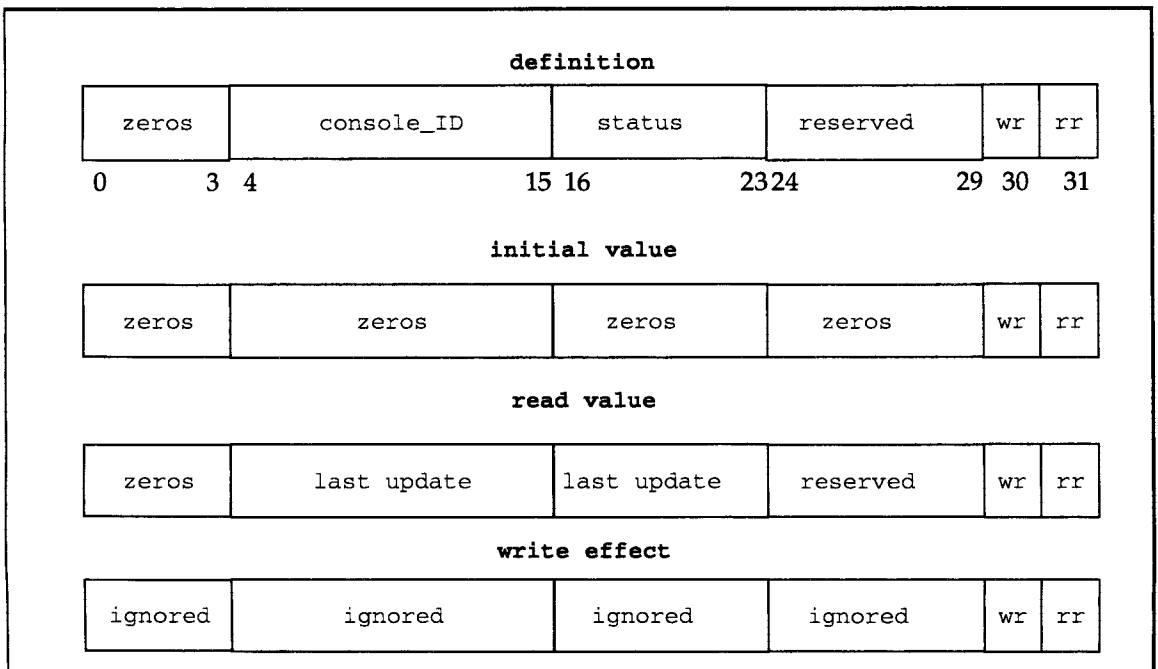 definition
zeros console_ID status reserved wr rr
0 3 4 15 16 23 24 29 30 31
initial value
zeros zeros zeros zeros wr rr
read value
zeros last update last update reserved wr rr
write effect
ignored ignored ignored ignored wr rr